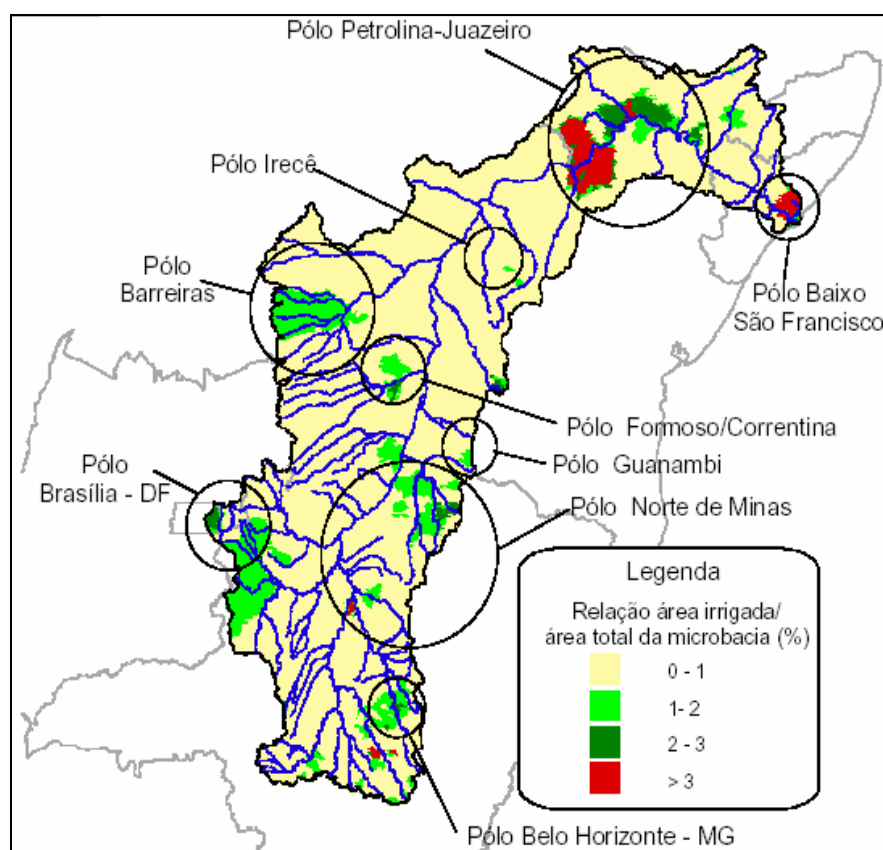 Pólo Petrolina-Juazeiro
Pólo Irecê
Pólo
Barreiras
Pólo Baixo
São Francisco
Pólo Formoso/Correntina
Pólo Guanambi
Pólo
Brasília - DF
Pólo Norte de Minas
Legenda
Relação área irrigada/
área total da microbacia (%)
0 - 1
1- 2
2 - 3
> 3
Pólo Belo Horizonte - MG